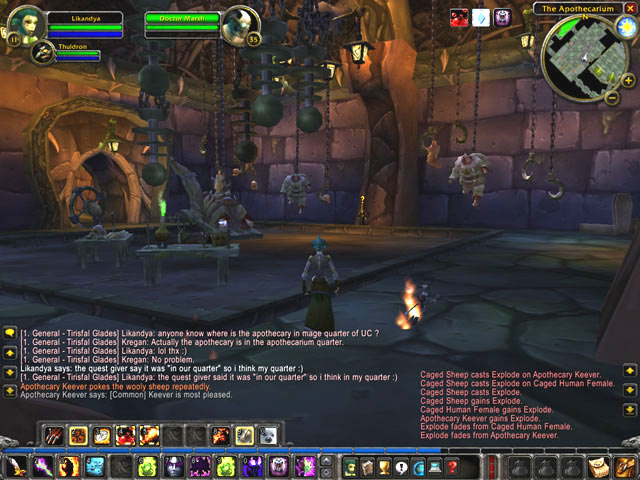 Likandya
Doctor Marsh
The Apothecarium
11
35
Thuldron
N
[1. General - Tirisfal Glades] Likandya: anyone know where is the apothecary in mage quarter of UC ?
[1. General - Tirisfal Glades] Kregan: Actually the apothecary is in the apothecarium quarter.
[1. General - Tirisfal Glades] Likandya: lol thx :)
[1. General - Tirisfal Glades] Kregan: No problem.
Likandya says: the quest giver say it was "in our quarter" so i think my quarter :)
[1. General - Tirisfal Glades] Likandya: the quest giver said it was "in our quarter" so i think in my quarter :)
Apothecary Keever pokes the wooly sheep repeatedly.
Apothecary Keever says: [Common] Keever is most pleased.
Caged Sheep casts Explode on Apothecary Keever.
Caged Sheep casts Explode on Caged Human Female.
Caged Sheep casts Explode.
Caged Sheep gains Explode.
Caged Human Female gains Explode.
Apothecary Keever gains Explode.
Explode fades from Caged Sheep.
Explode fades from Apothecary Keever.